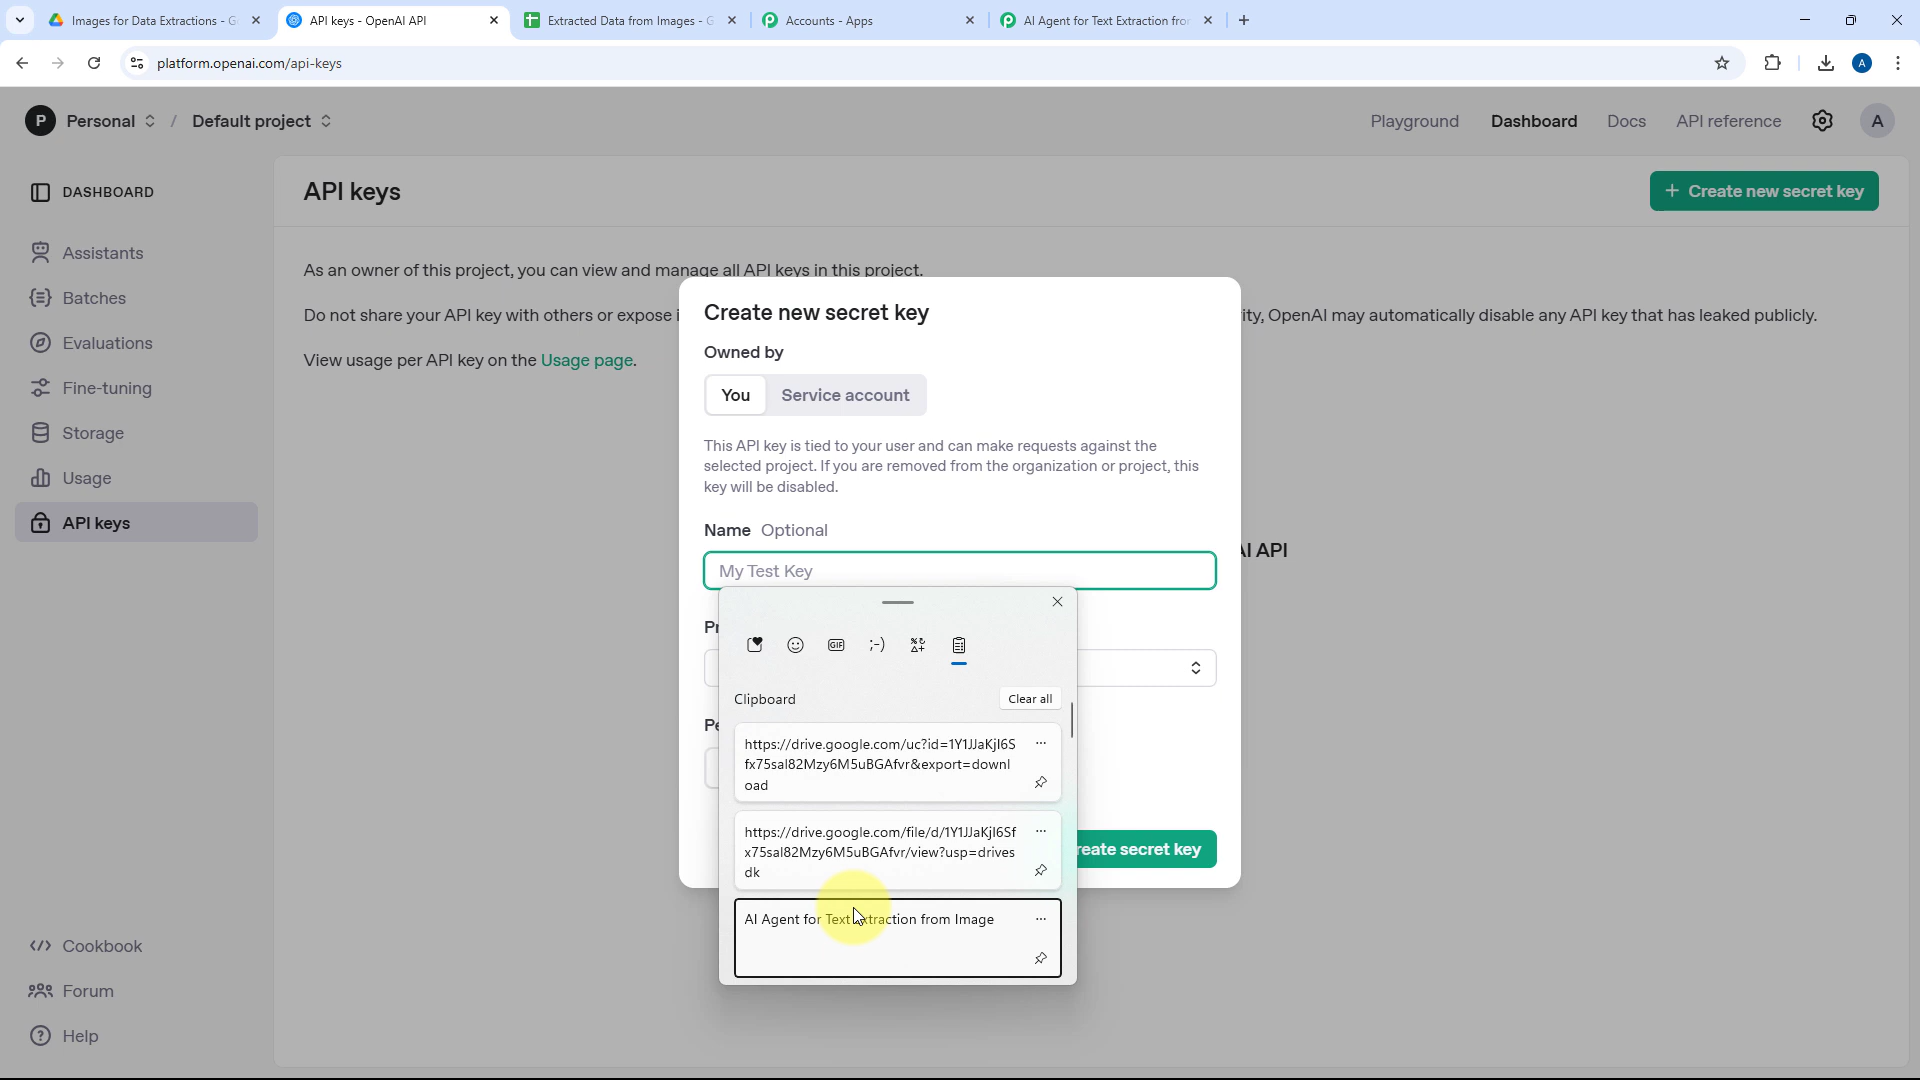 Images for Data Extractions - G
API keys - OpenAI API
Extracted Data from Images - G
Accounts - Apps
AI Agent for Text Extraction fro
platform.openai.com/api-keys
A
P Personal / Default project
Playground
Dashboard
Docs
API reference
A
DASHBOARD
Assistants
Batches
Evaluations
Fine-tuning
Storage
Usage
API keys
Cookbook
Forum
Help
API keys
+ Create new secret key
As an owner of this project, you can view and manage all API keys in this project.
Do not share your API key with others or expose i
ity, OpenAI may automatically disable any API key that has leaked publicly.
View usage per API key on the Usage page.
AI API
Create new secret key
Owned by
You
Service account
This API key is tied to your user and can make requests against the
selected project. If you are removed from the organization or project, this
key will be disabled.
Name Optional
My Test Key
Pr
Pe
reate secret key
GIF
;-)
Clipboard
Clear all
https://drive.google.com/uc?id=1Y1JJaKjl6S
fx75sal82Mzy6M5uBGAfvr&export=downl
oad
https://drive.google.com/file/d/1Y1JJaKjl6Sf
x75sal82Mzy6M5uBGAfvr/view?usp=drives
dk
AI Agent for Text Extraction from Image